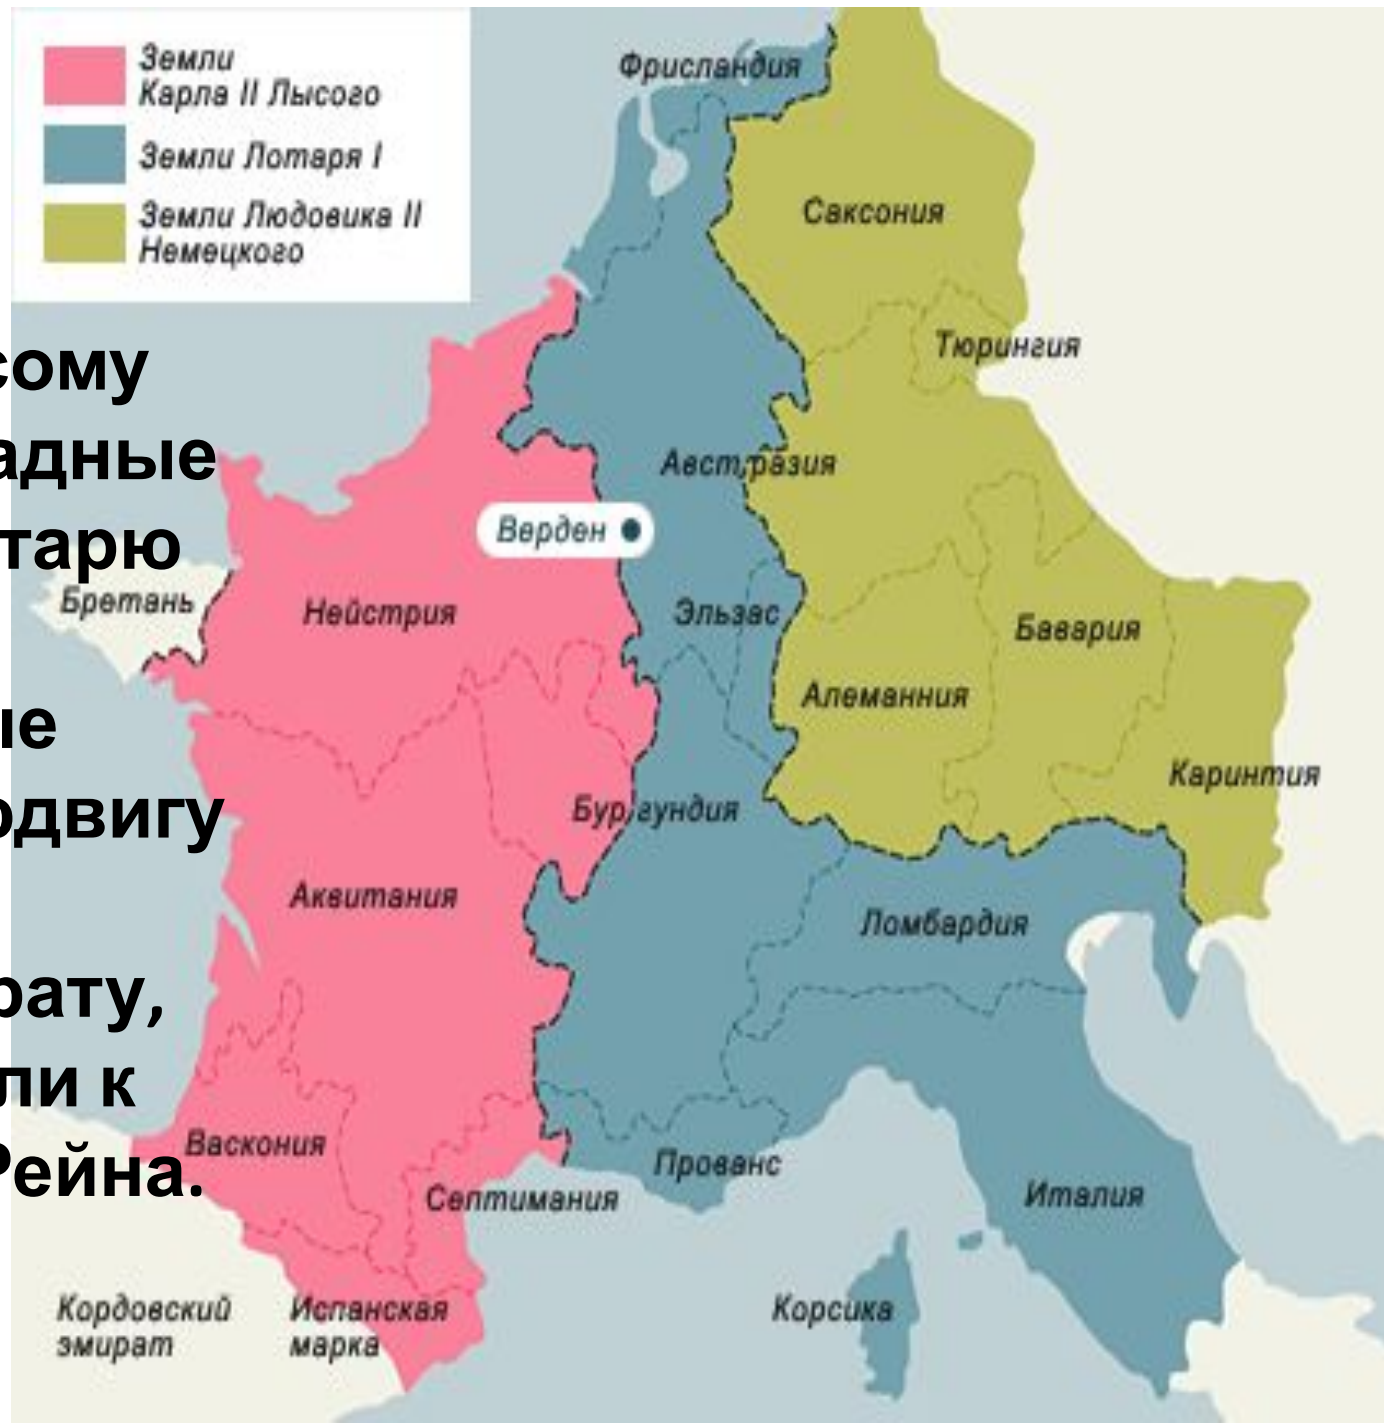 Земли
Карла II Лысого
Земли Лотаря I
Земли Людовика II
Немецкого
Фрисландия
Саксония
Тюрингия
Австразия
Верден
Бретань
Нейстрия
Эльзас
Бавария
Алеманния
Каринтия
Бургундия
Аквитания
Ломбардия
Васкония
Прованс
Септимания
Италия
Кордовский
эмират
Испанская
марка
Корсика
сому
адные
тарю
ые
одвигу
рату,
ли к
Рейна.